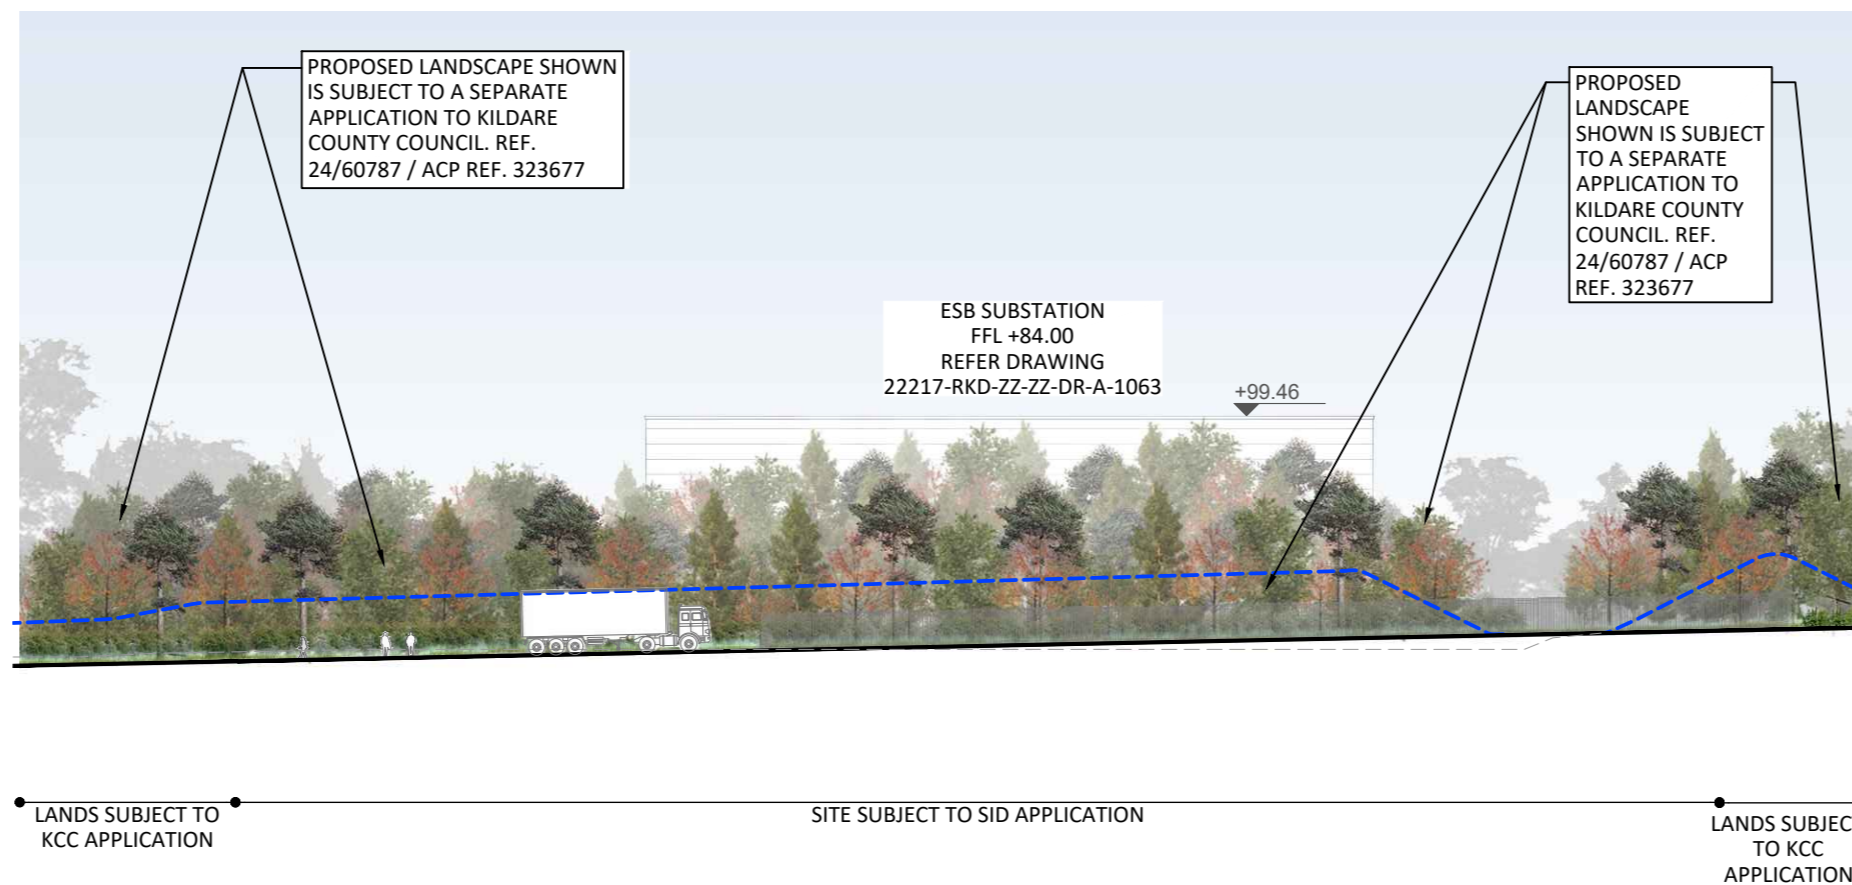 PROPOSED LANDSCAPE SHOWN
IS SUBJECT TO A SEPARATE
APPLICATION TO KILDARE
COUNTY COUNCIL. REF.
24/60787 / ACP REF. 323677
PROPOSED
LANDSCAPE
SHOWN IS SUBJECT
TO A SEPARATE
APPLICATION TO
KILDARE COUNTY
COUNCIL. REF.
24/60787 / ACP
REF. 323677
ESB SUBSTATION
FFL +84.00
REFER DRAWING
22217-RKD-ZZ-ZZ-DR-A-1063
+99.46
LANDS SUBJECT TO
KCC APPLICATION
SITE SUBJECT TO SID APPLICATION
LANDS SUBJEC
TO KCC
APPLICATION